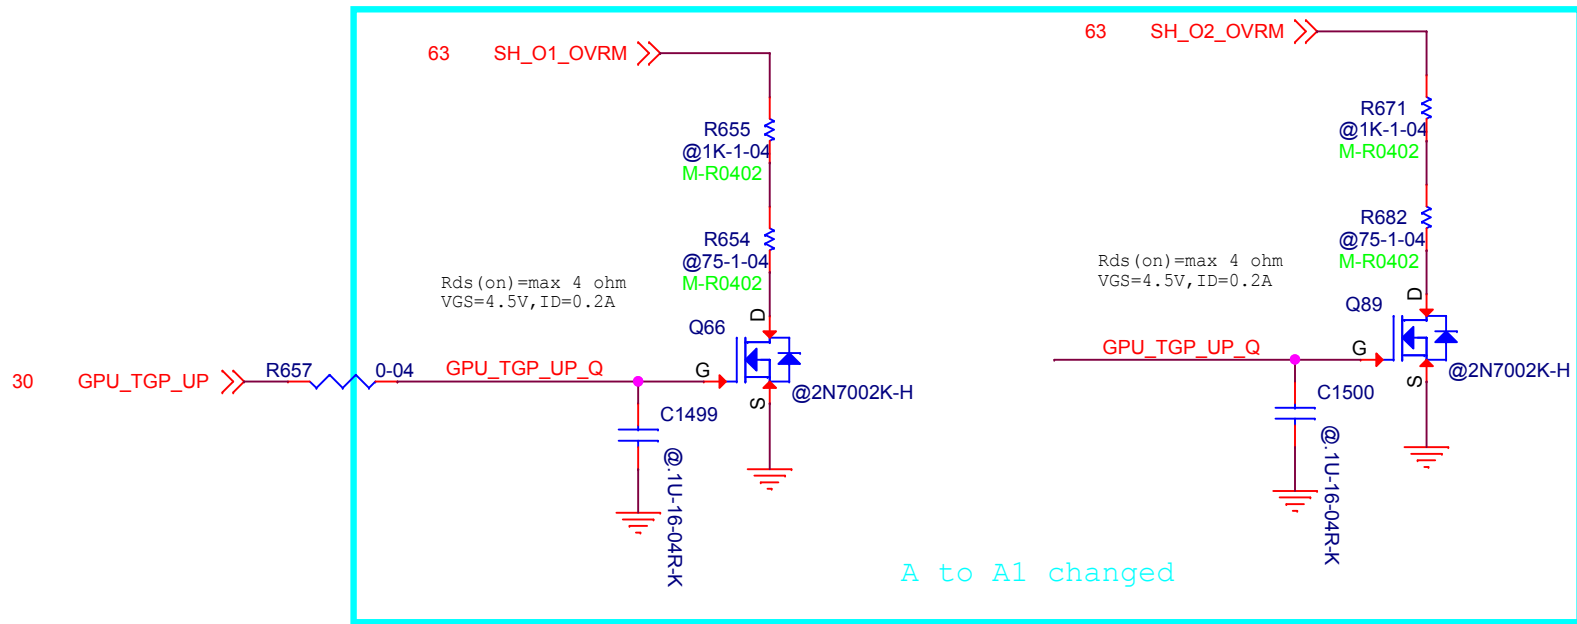 63 SH_O1_OVRM
63 SH_O2_OVRM
R655
@1K-1-04
M-R0402
R671
@1K-1-04
M-R0402
R654
@75-1-04
M-R0402
R682
@75-1-04
M-R0402
Rds(on)=max 4 ohm
VGS=4.5V,ID=0.2A
Rds(on)=max 4 ohm
VGS=4.5V,ID=0.2A
Q66
D
G
S
@2N7002K-H
Q89
D
G
S
@2N7002K-H
30 GPU_TGP_UP
R657 0-04
GPU_TGP_UP_Q
GPU_TGP_UP_Q
C1499
@.1U-16-04R-K
C1500
@.1U-16-04R-K
A to A1 changed